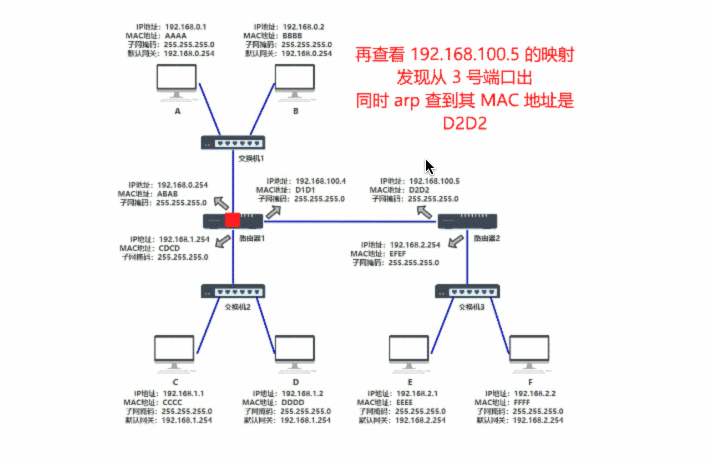 IP地址: 192.168.0.1
MAC地址: AAAA
子网掩码: 255.255.255.0
默认网关: 192.168.0.254
A
IP地址: 192.168.0.2
MAC地址: BBBB
子网掩码: 255.255.255.0
默认网关: 192.168.0.254
B
再查看 192.168.100.5 的映射
发现从 3 号端口出
同时 arp 查到其 MAC 地址是
D2D2
交换机1
IP地址: 192.168.0.254
MAC地址: ABAB
子网掩码: 255.255.255.0
IP地址: 192.168.100.4
MAC地址: D1D1
子网掩码: 255.255.255.0
IP地址: 192.168.100.5
MAC地址: D2D2
子网掩码: 255.255.255.0
路由器1
路由器2
IP地址: 192.168.1.254
MAC地址: CDCD
子网掩码: 255.255.255.0
IP地址: 192.168.2.254
MAC地址: EFEF
子网掩码: 255.255.255.0
交换机2
交换机3
C
IP地址: 192.168.1.1
MAC地址: CCCC
子网掩码: 255.255.255.0
默认网关: 192.168.1.254
D
IP地址: 192.168.1.2
MAC地址: DDDD
子网掩码: 255.255.255.0
默认网关: 192.168.1.254
E
IP地址: 192.168.2.1
MAC地址: EEEE
子网掩码: 255.255.255.0
默认网关: 192.168.2.254
F
IP地址: 192.168.2.2
MAC地址: FFFF
子网掩码: 255.255.255.0
默认网关: 192.168.2.254